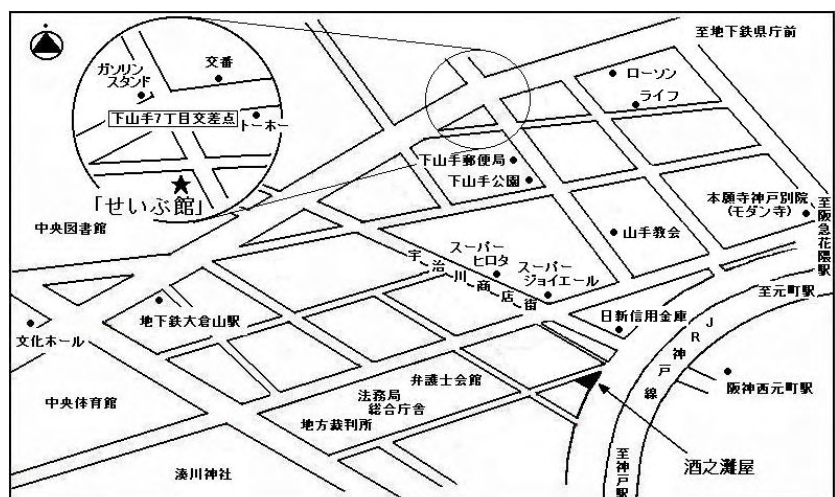 至地下鉄県庁前
交番
ガソリン
スタンド
下山手7丁目交差点
トーホー
「せいぶ館」
ローソン
ライフ
下山手郵便局
下山手公園
本願寺神戸別院
(モダン寺)
至阪急花隈駅
中央図書館
山手教会
スーパー
ヒロタ
宇治川商店街
スーパー
ジョイエール
至元町駅
地下鉄大倉山駅
日新信用金庫
JR神戸線
文化ホール
弁護士会館
阪神西元町駅
中央体育館
法務局
総合庁舎
地方裁判所
湊川神社
至神戸駅
酒之灘屋